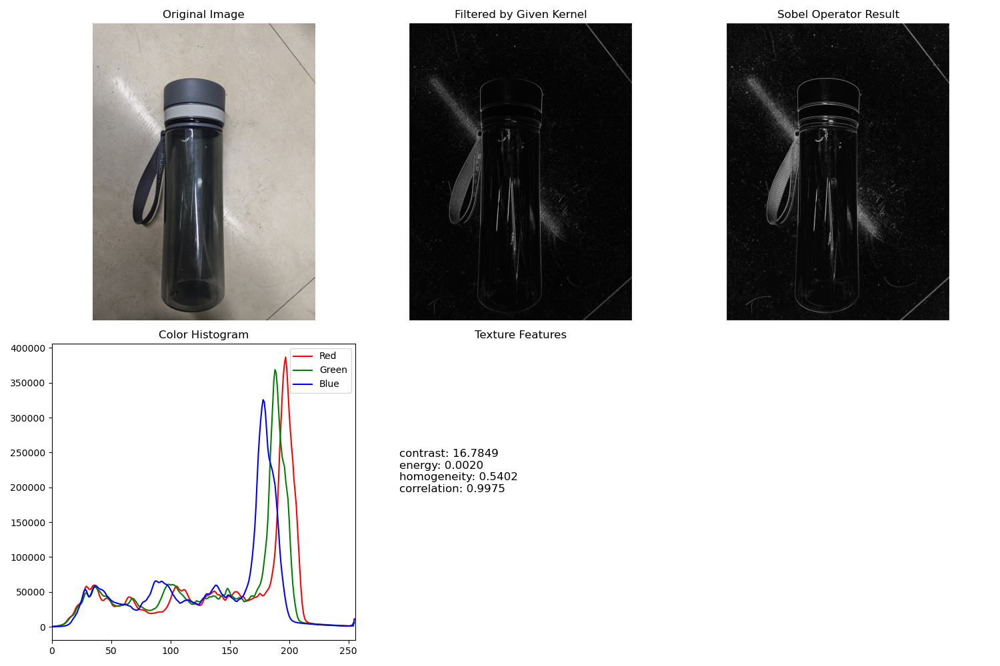 Original Image
Filtered by Given Kernel
Sobel Operator Result
Color Histogram
Red
Green
Blue
400000
350000
300000
250000
200000
150000
100000
50000
0
0 50 100 150 200 250
Texture Features
contrast: 16.7849
energy: 0.0020
homogeneity: 0.5402
correlation: 0.9975